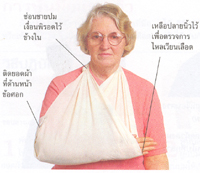 ซ่อนชายปม
เงื่อนพิรอดไว้
ข้างใน
เหลือปลายนิ้วไว้
เพื่อตรวจการ
ไหลเวียนเลือด
ติดยอดผ้า
ที่ด้านหน้า
ข้อศอก